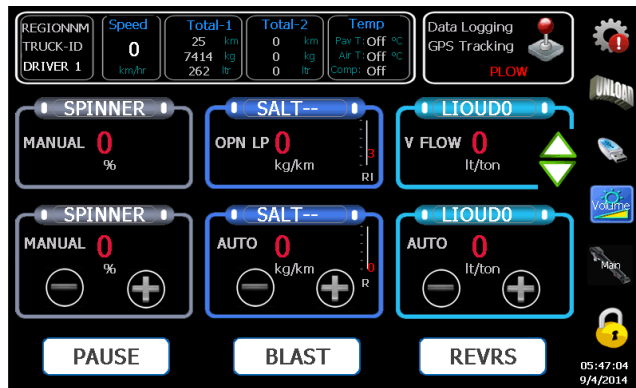 REGIONNM
TRUCK-ID
DRIVER 1
Speed
0
km/hr
Total-1
25 km
7414 kg
262 ltr
Total-2
0 km
0 kg
0 ltr
Temp
Pav T: Off ºC
Air T: Off ºC
Comp: Off
Data Logging
GPS Tracking
PLOW
UNLOAD
SPINNER
MANUAL 0
%
SALT--
OPN LP 0
kg/km
3
RI
LIQUD0
V FLOW 0
lt/ton
Volume
SPINNER
MANUAL 0
%
SALT--
AUTO 0
kg/km
0
R
LIQUD0
AUTO 0
lt/ton
Main
PAUSE
BLAST
REVRS
05:47:04
9/4/2014